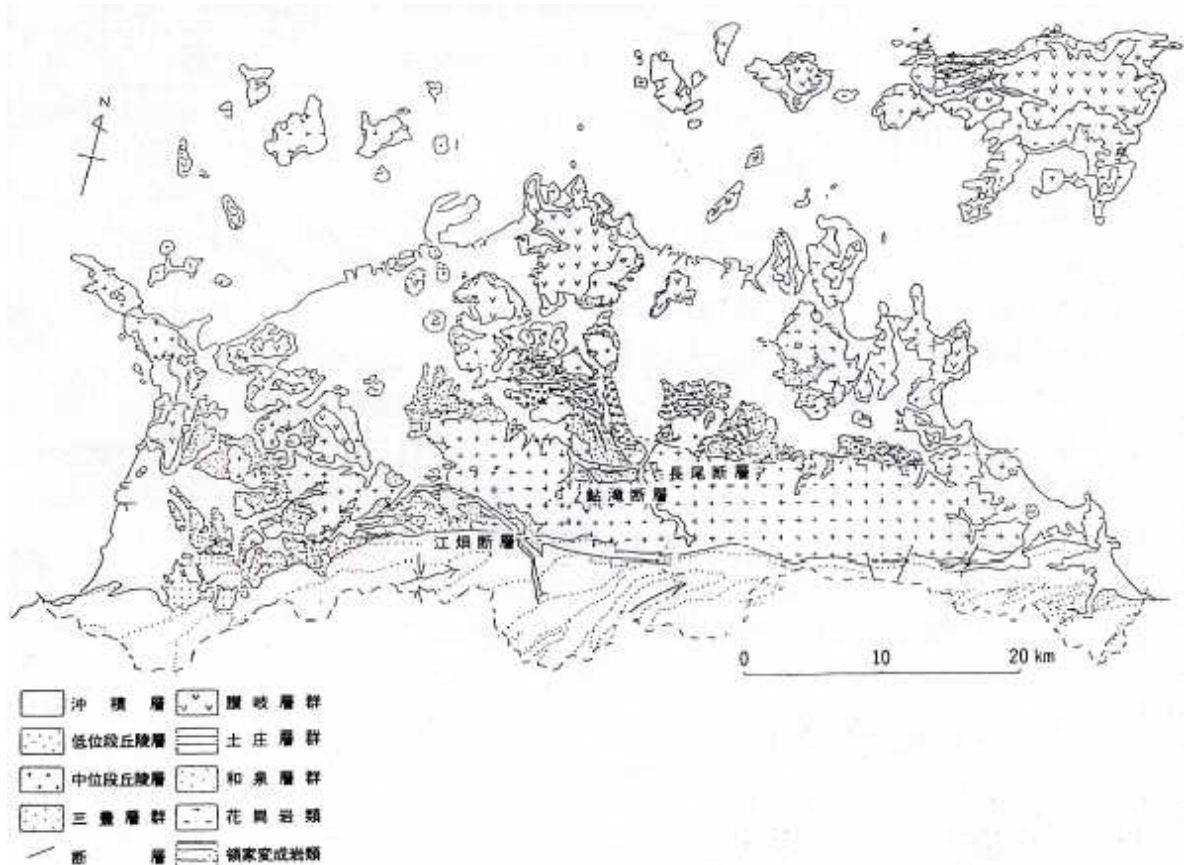 N
長尾断層
鮎滝断層
江畑断層
0 10 20 km
沖積層 讃岐層群
低位段丘陵層 土庄層群
中位段丘陵層 和泉層群
三豊層群 花崗岩類
断層 領家変成岩類